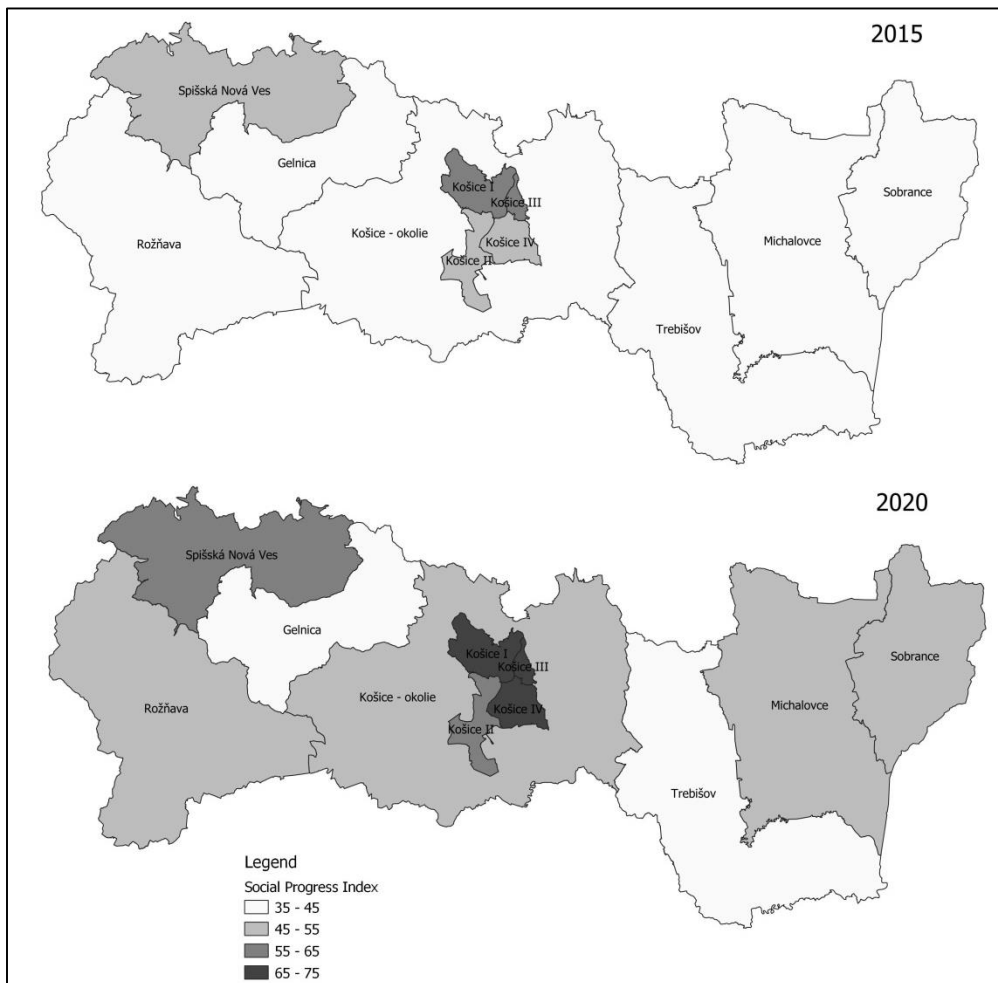 2015
Spišská Nová Ves
Gelnica
Košice I
Košice III
Sobrance
Košice - okolie
Košice IV
Michalovce
Rožňava
Košice II
Trebišov
2020
Spišská Nová Ves
Gelnica
Košice I
Sobrance
Košice III
Košice - okolie
Michalovce
Rožňava
Košice IV
Košice II
Trebišov
Legend
Social Progress Index
35 - 45
45 - 55
55 - 65
65 - 75